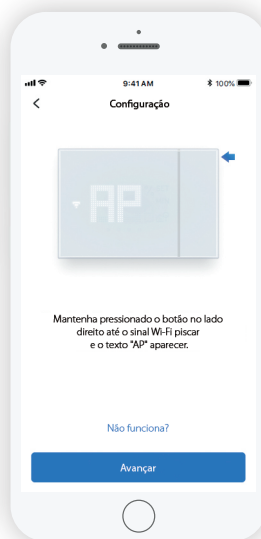 9:41 AM
100%
Configuração
AP
Mantenha pressionado o botão no lado
direito até o sinal Wi-Fi piscar
e o texto "AP" aparecer.
Não funciona?
Avançar